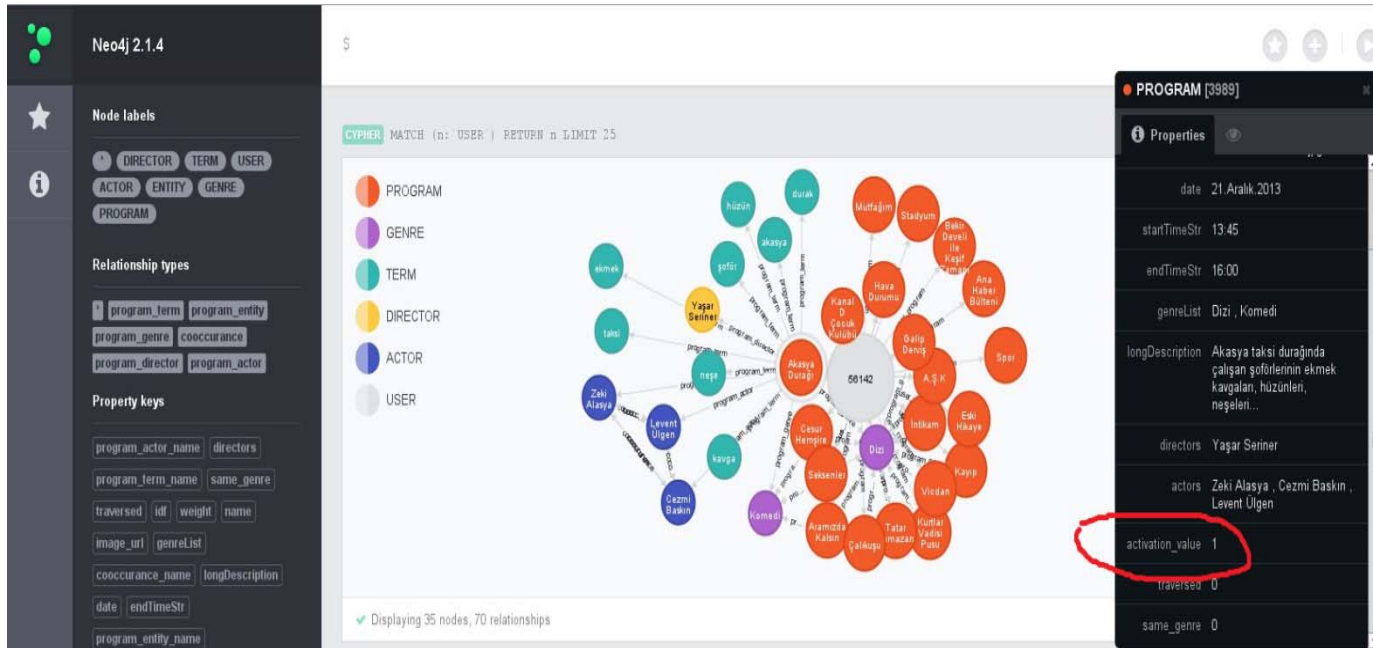 Neo4j 2.1.4
$
Node labels
* DIRECTOR TERM USER
ACTOR ENTITY GENRE
PROGRAM
Relationship types
* program_term program_entity
program_genre cooccurance
program_director program_actor
Property keys
program_actor_name directors
program_term_name same_genre
traversed idf weight name
image_url genreList
cooccurance_name longDescription
date endTimeStr
program_entity_name
CYPHER MATCH (n:`USER`) RETURN n LIMIT 25
PROGRAM
GENRE
TERM
DIRECTOR
ACTOR
USER
durak
hüzün
akasya
şoför
ekmek
Yaşar
Seriner
taksi
neşe
Zeki
Alasya
Levent
Ülgen
kavga
Cezmi
Baskın
Komedi
Akasya
Durağı
56142
Mutfağım
Stadyum
Bekir
Develi
ile
Keşif
Zamanı
Ana
Haber
Bülteni
Hava
Durumu
Kanal
D
Çocuk
Kulübü
Galip
Derviş
Spor
A.Ş.K
İntikam
Eski
Hikaye
Cesur
Hemşire
Dizi
Kayıp
Seksenler
Vicdan
Aramızda
Kalsın
Çalıkuşu
Tatar
Kurtlar
Vadisi
Pusu
program_term
program_director
program_term
program_actor
program_genre
Displaying 35 nodes, 70 relationships
PROGRAM [3989]
Properties
date 21.Aralık.2013
startTimeStr 13:45
endTimeStr 16:00
genreList Dizi , Komedi
longDescription Akasya taksi durağında
çalışan şoförlerinin ekmek
kavgaları, hüzünleri,
neşeleri...
directors Yaşar Seriner
actors Zeki Alasya , Cezmi Baskın ,
Levent Ülgen
activation_value 1
traversed 0
same_genre 0